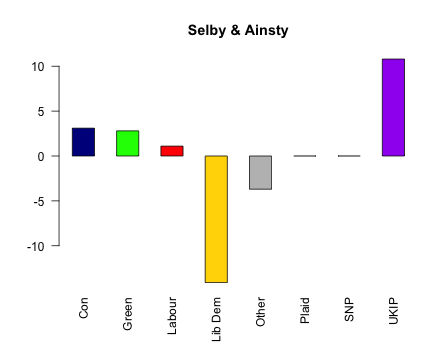 Selby & Ainsty
10
5
0
-5
-10
Con
Green
Labour
Lib Dem
Other
Plaid
SNP
UKIP